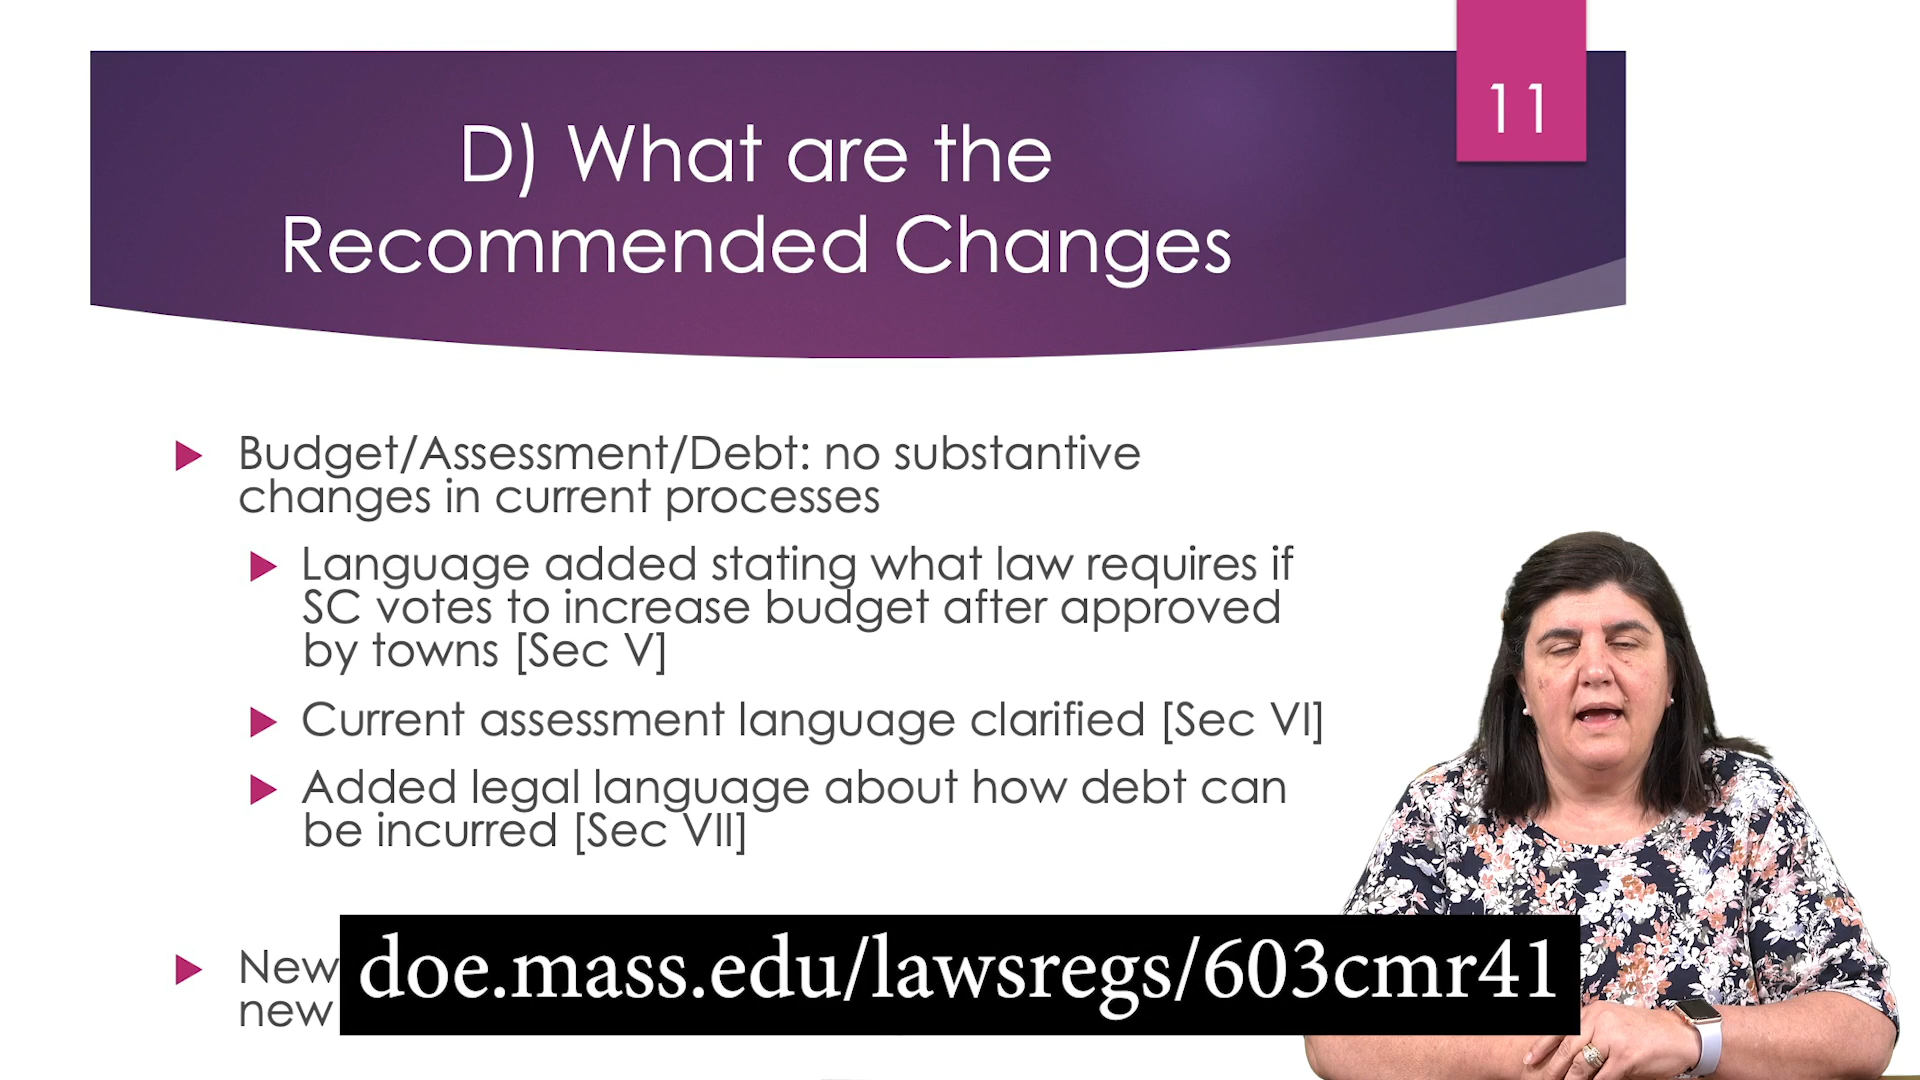 11
D) What are the
Recommended Changes
Budget/Assessment/Debt: no substantive
changes in current processes
Language added stating what law requires if
SC votes to increase budget after approved
by towns [Sec V]
Current assessment language clarified [Sec VI]
Added legal language about how debt can
be incurred [Sec VII]
New
new
doe.mass.edu/lawsregs/603cmr41